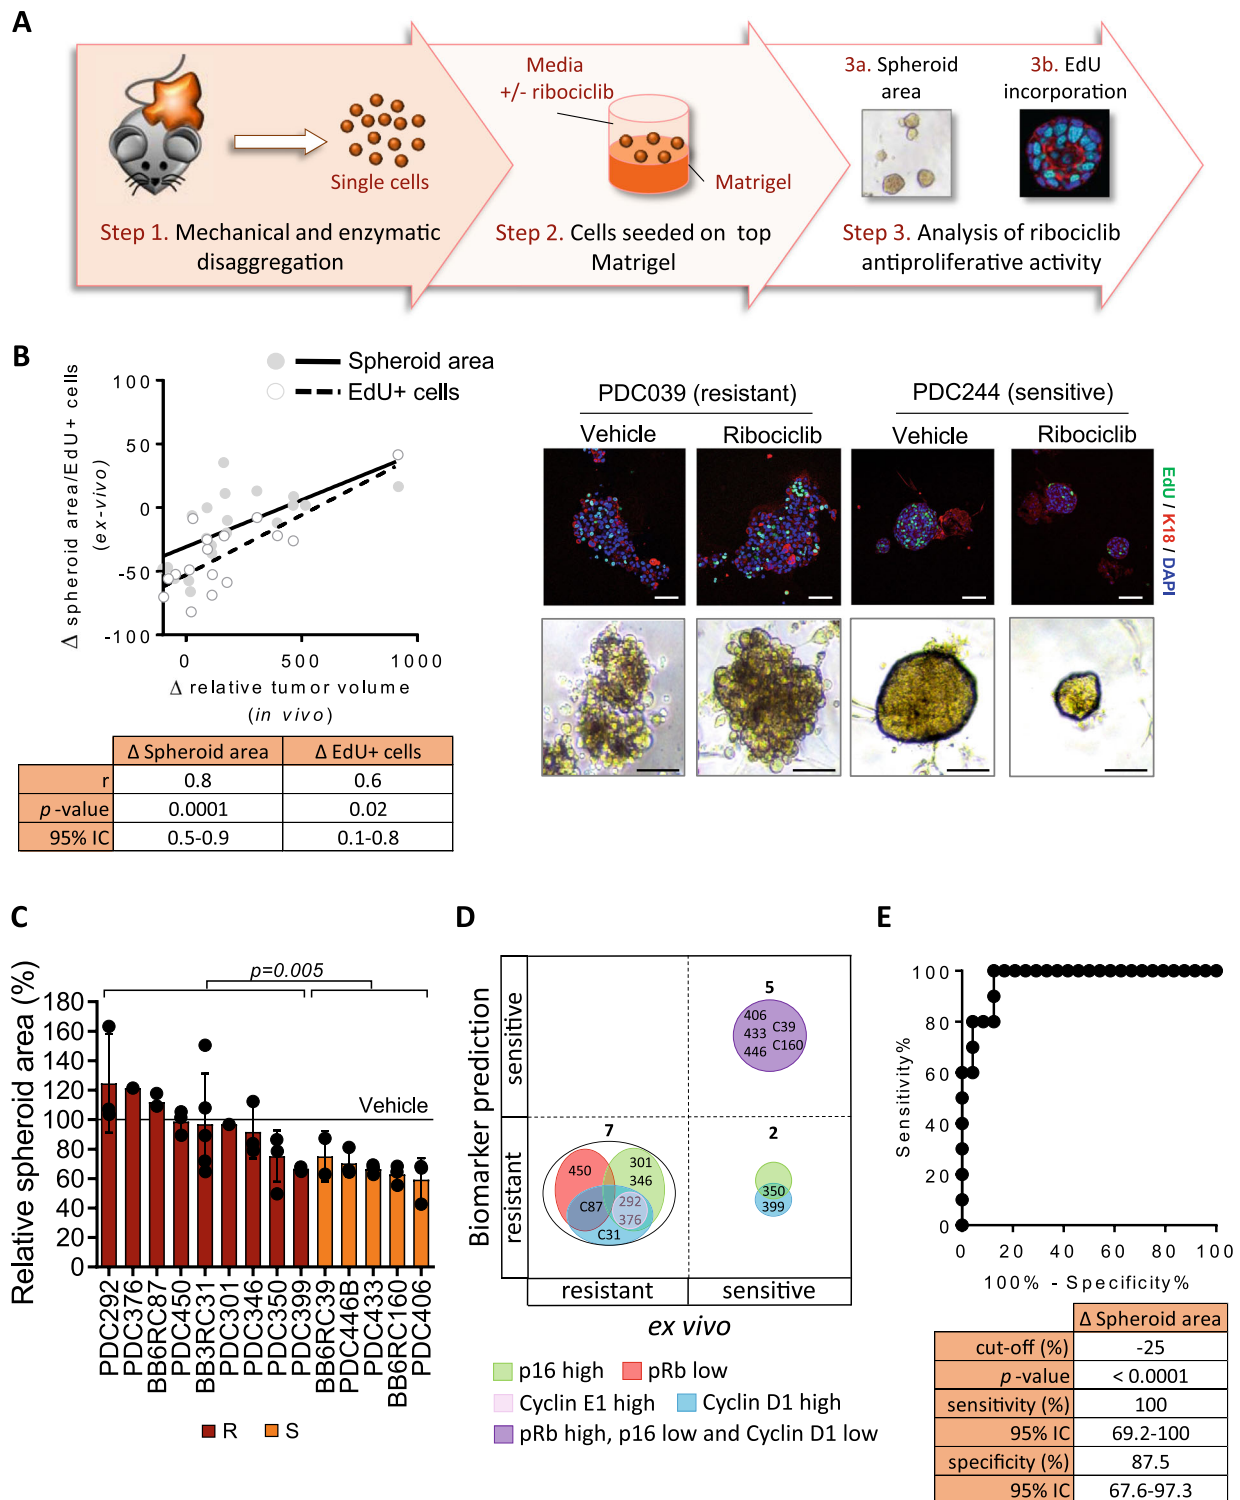 A
Single cells
Step 1. Mechanical and enzymatic
disaggregation
Media
+/- ribociclib
Matrigel
Step 2. Cells seeded on top
Matrigel
3a. Spheroid
area
3b. EdU
incorporation
Step 3. Analysis of ribociclib
antiproliferative activity
B
Spheroid area
EdU+ cells
Δ spheroid area/EdU+ cells
(ex-vivo)
100
50
0
-50
-100
0 500 1000
Δ relative tumor volume
(in vivo)
Δ Spheroid area Δ EdU+ cells
r 0.8 0.6
p -value 0.0001 0.02
95% IC 0.5-0.9 0.1-0.8
PDC039 (resistant) PDC244 (sensitive)
Vehicle Ribociclib Vehicle Ribociclib
EdU / K18 / DAPI
C
p=0.005
Relative spheroid area (%)
180
160
140
120
100
80
60
40
20
0
Vehicle
PDC292
PDC376
BB6RC87
PDC450
BB3RC31
PDC301
PDC346
PDC350
PDC399
BB6RC39
PDC446B
PDC433
BB6RC160
PDC406
R S
D
Biomarker prediction
sensitive
resistant
5
406
433
446
C39
C160
7
450
301
346
C87
292
376
C31
2
350
399
resistant sensitive
ex vivo
p16 high pRb low
Cyclin E1 high Cyclin D1 high
pRb high, p16 low and Cyclin D1 low
E
Sensitivity%
100
80
60
40
20
0
0 20 40 60 80 100
100% - Specificity%
Δ Spheroid area
cut-off (%) -25
p -value < 0.0001
sensitivity (%) 100
95% IC 69.2-100
specificity (%) 87.5
95% IC 67.6-97.3